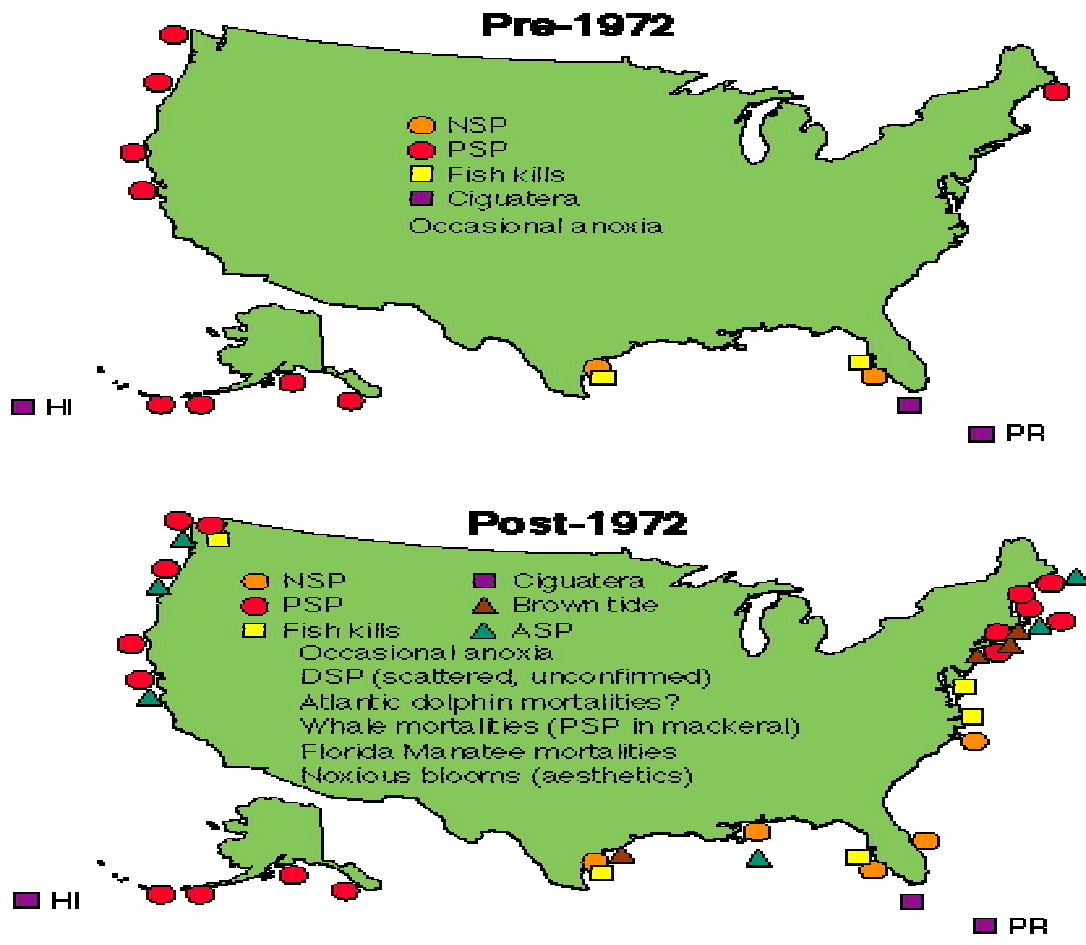 Pre-1972
NSP
PSP
Fish kills
Ciguatera
Occasional anoxia
HI
PR
Post-1972
NSP
Ciguatera
PSP
Brown tide
Fish kills
ASP
Occasional anoxia
DSP (scattered, unconfirmed)
Atlantic dolphin mortalities?
Whale mortalities (PSP in mackeral)
Florida Manatee mortalities
Noxious blooms (aesthetics)
HI
PR